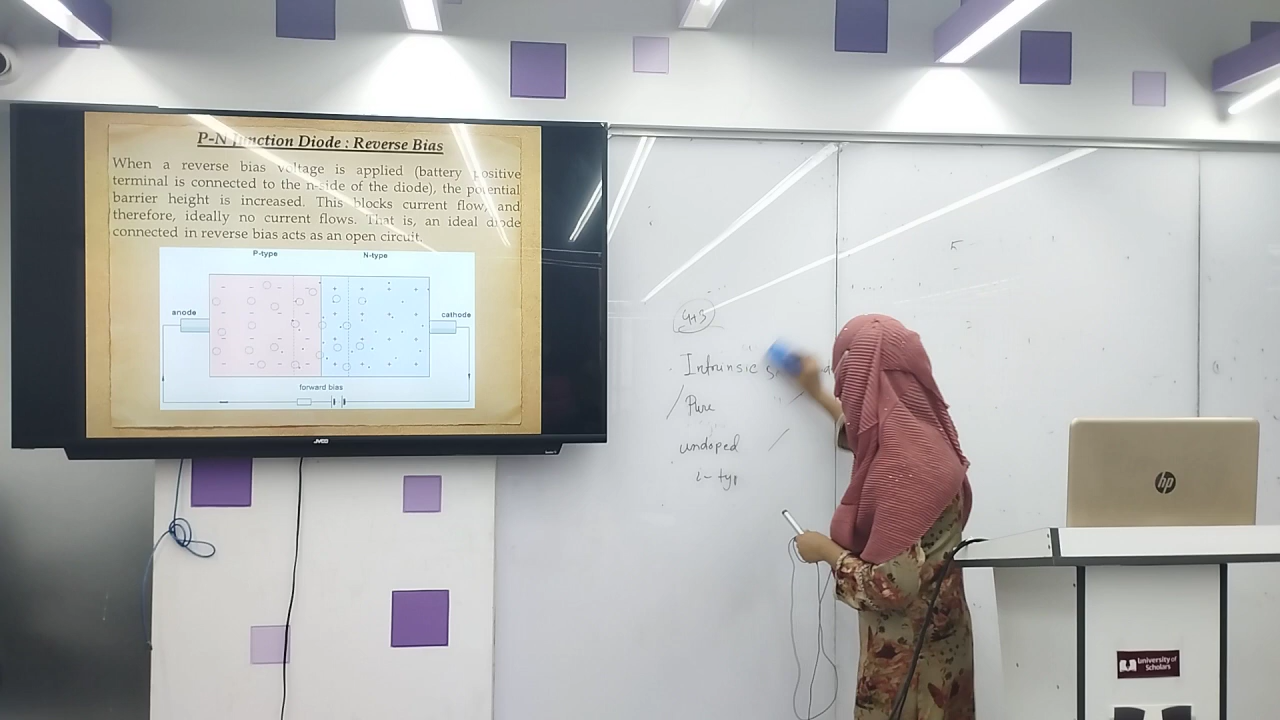 P-N Junction Diode : Reverse Bias
When a reverse bias voltage is applied (battery positive
terminal is connected to the n-side of the diode), the potential
barrier height is increased. This blocks current flow, and
therefore, ideally no current flows. That is, an ideal diode
connected in reverse bias acts as an open circuit.
P-type N-type
anode cathode
forward bias
JVCO
Intrinsic
Pure
undoped
hp
University of
Scholars